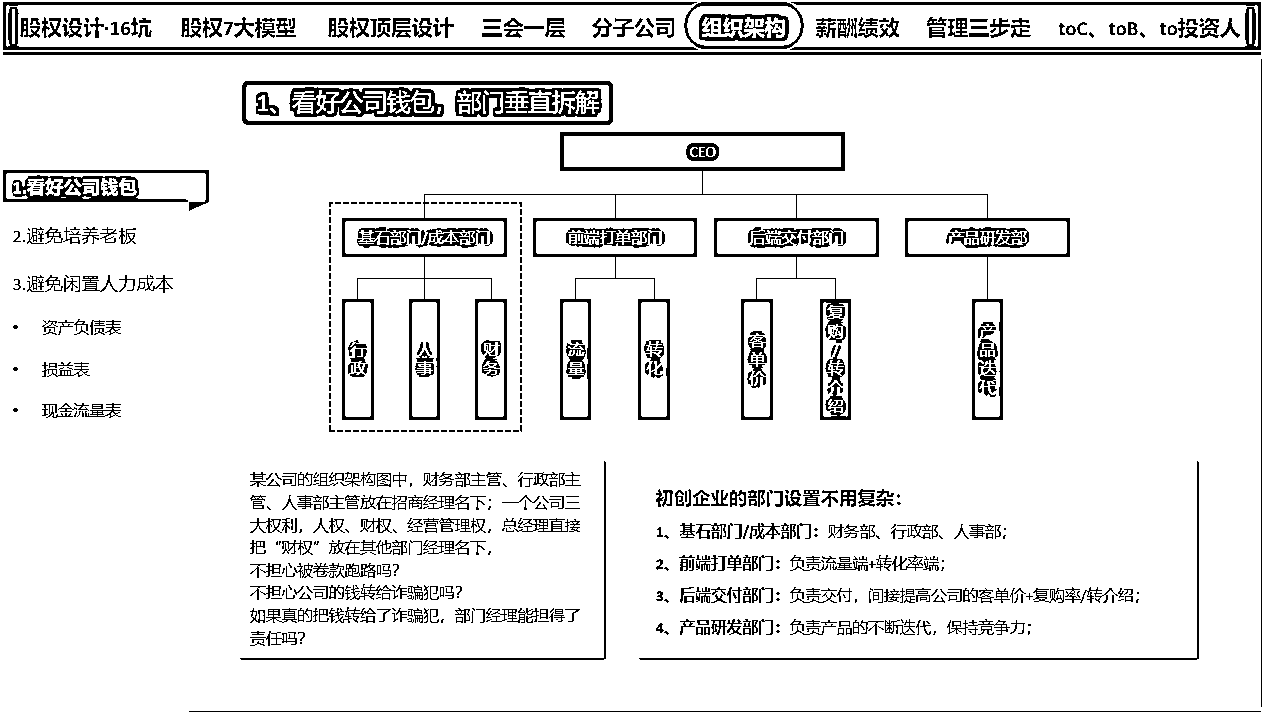 股权设计·16坑 股权7大模型 股权顶层设计 三会一层 分子公司 组织架构 薪酬绩效 管理三步走 toC、toB、to投资人
1、看好公司钱包，部门垂直拆解
CEO
1.看好公司钱包
2.避免培养老板
3.避免闲置人力成本
• 资产负债表
• 损益表
• 现金流量表
基石部门/成本部门 前端打单部门 后端交付部门 产品研发部
行政 人事 财务 流量 转化 客单价 复购//转介绍 产品迭代
某公司的组织架构图中，财务部主管、行政部主
管、人事部主管放在招商经理名下；一个公司三
大权利，人权、财权、经营管理权，总经理直接
把“财权”放在其他部门经理名下，
不担心被卷款跑路吗？
不担心公司的钱转给诈骗犯吗？
如果真的把钱转给了诈骗犯，部门经理能担得了
责任吗？
初创企业的部门设置不用复杂：
1、基石部门/成本部门：财务部、行政部、人事部；
2、前端打单部门：负责流量端+转化率端；
3、后端交付部门：负责交付，间接提高公司的客单价+复购率/转介绍；
4、产品研发部门：负责产品的不断迭代，保持竞争力；